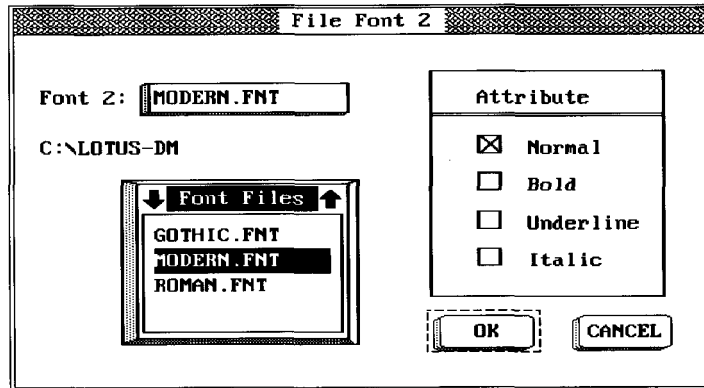 File Font 2
Font 2: MODERN.FNT
C:\LOTUS-DM
Font Files
GOTHIC.FNT
MODERN.FNT
ROMAN.FNT
Attribute
Normal
Bold
Underline
Italic
OK
CANCEL